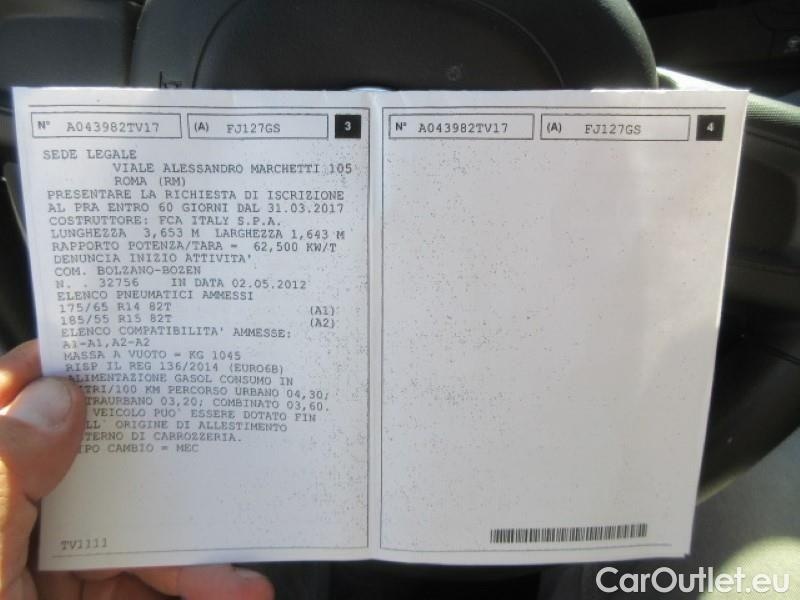 N° A043982TV17 (A) FJ127GS 3
SEDE LEGALE
VIALE ALESSANDRO MARCHETTI 105
ROMA (RM)
PRESENTARE LA RICHIESTA DI ISCRIZIONE
AL PRA ENTRO 60 GIORNI DAL 31.03.2017
COSTRUTTORE: FCA ITALY S.P.A.
LUNGHEZZA 3,653 M LARGHEZZA 1,643 M
RAPPORTO POTENZA/TARA = 62,500 KW/T
DENUNCIA INIZIO ATTIVITA'
COM. BOLZANO-BOZEN
N. . 32756 IN DATA 02.05.2012
ELENCO PNEUMATICI AMMESSI
175/65 R14 82T (A1)
185/55 R15 82T (A2)
ELENCO COMPATIBILITA' AMMESSE:
A1-A1,A2-A2
MASSA A VUOTO = KG 1045
RISP IL REG 136/2014 (EURO6B)
ALIMENTAZIONE GASOL CONSUMO IN
TRI/100 KM PERCORSO URBANO 04,30;
TRAURBANO 03,20; COMBINATO 03,60.
VEICOLO PUO' ESSERE DOTATO FIN
LL' ORIGINE DI ALLESTIMENTO
TERNO DI CARROZZERIA.
IPO CAMBIO = MEC
TV1111
N° A043982TV17 (A) FJ127GS 4
CarOutlet.eu